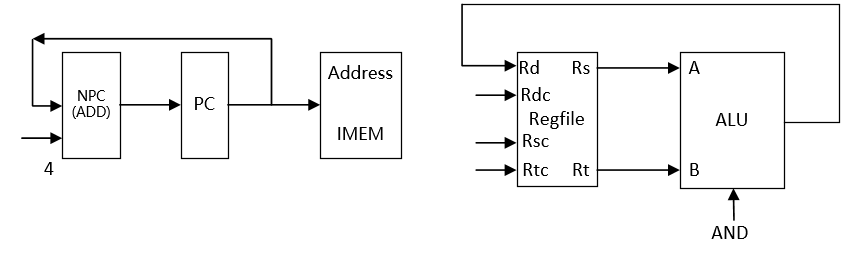 NPC
(ADD)
4
PC
Address
IMEM
Rd Rs
Rdc
Regfile
Rsc
Rtc Rt
A
ALU
B
AND